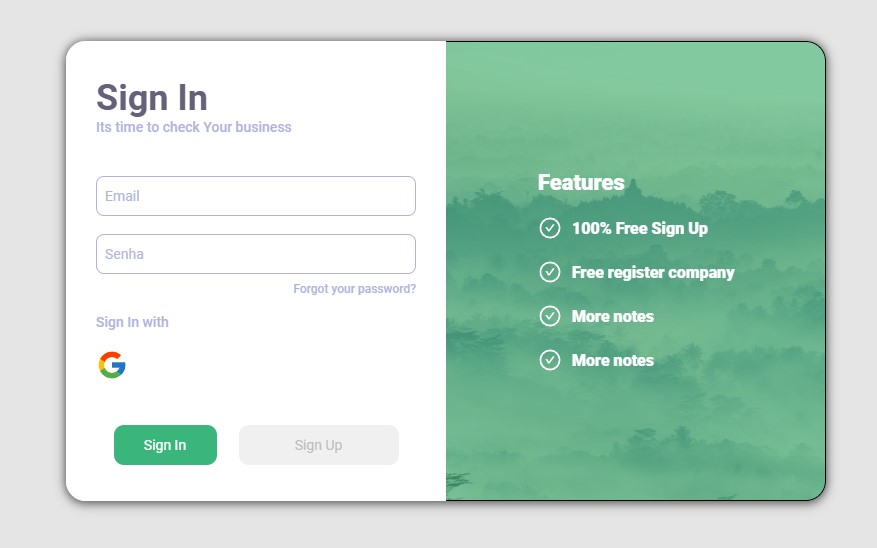 Sign In
Its time to check Your business
Email
Senha
Forgot your password?
Sign In with
Sign In
Sign Up
Features
100% Free Sign Up
Free register company
More notes
More notes